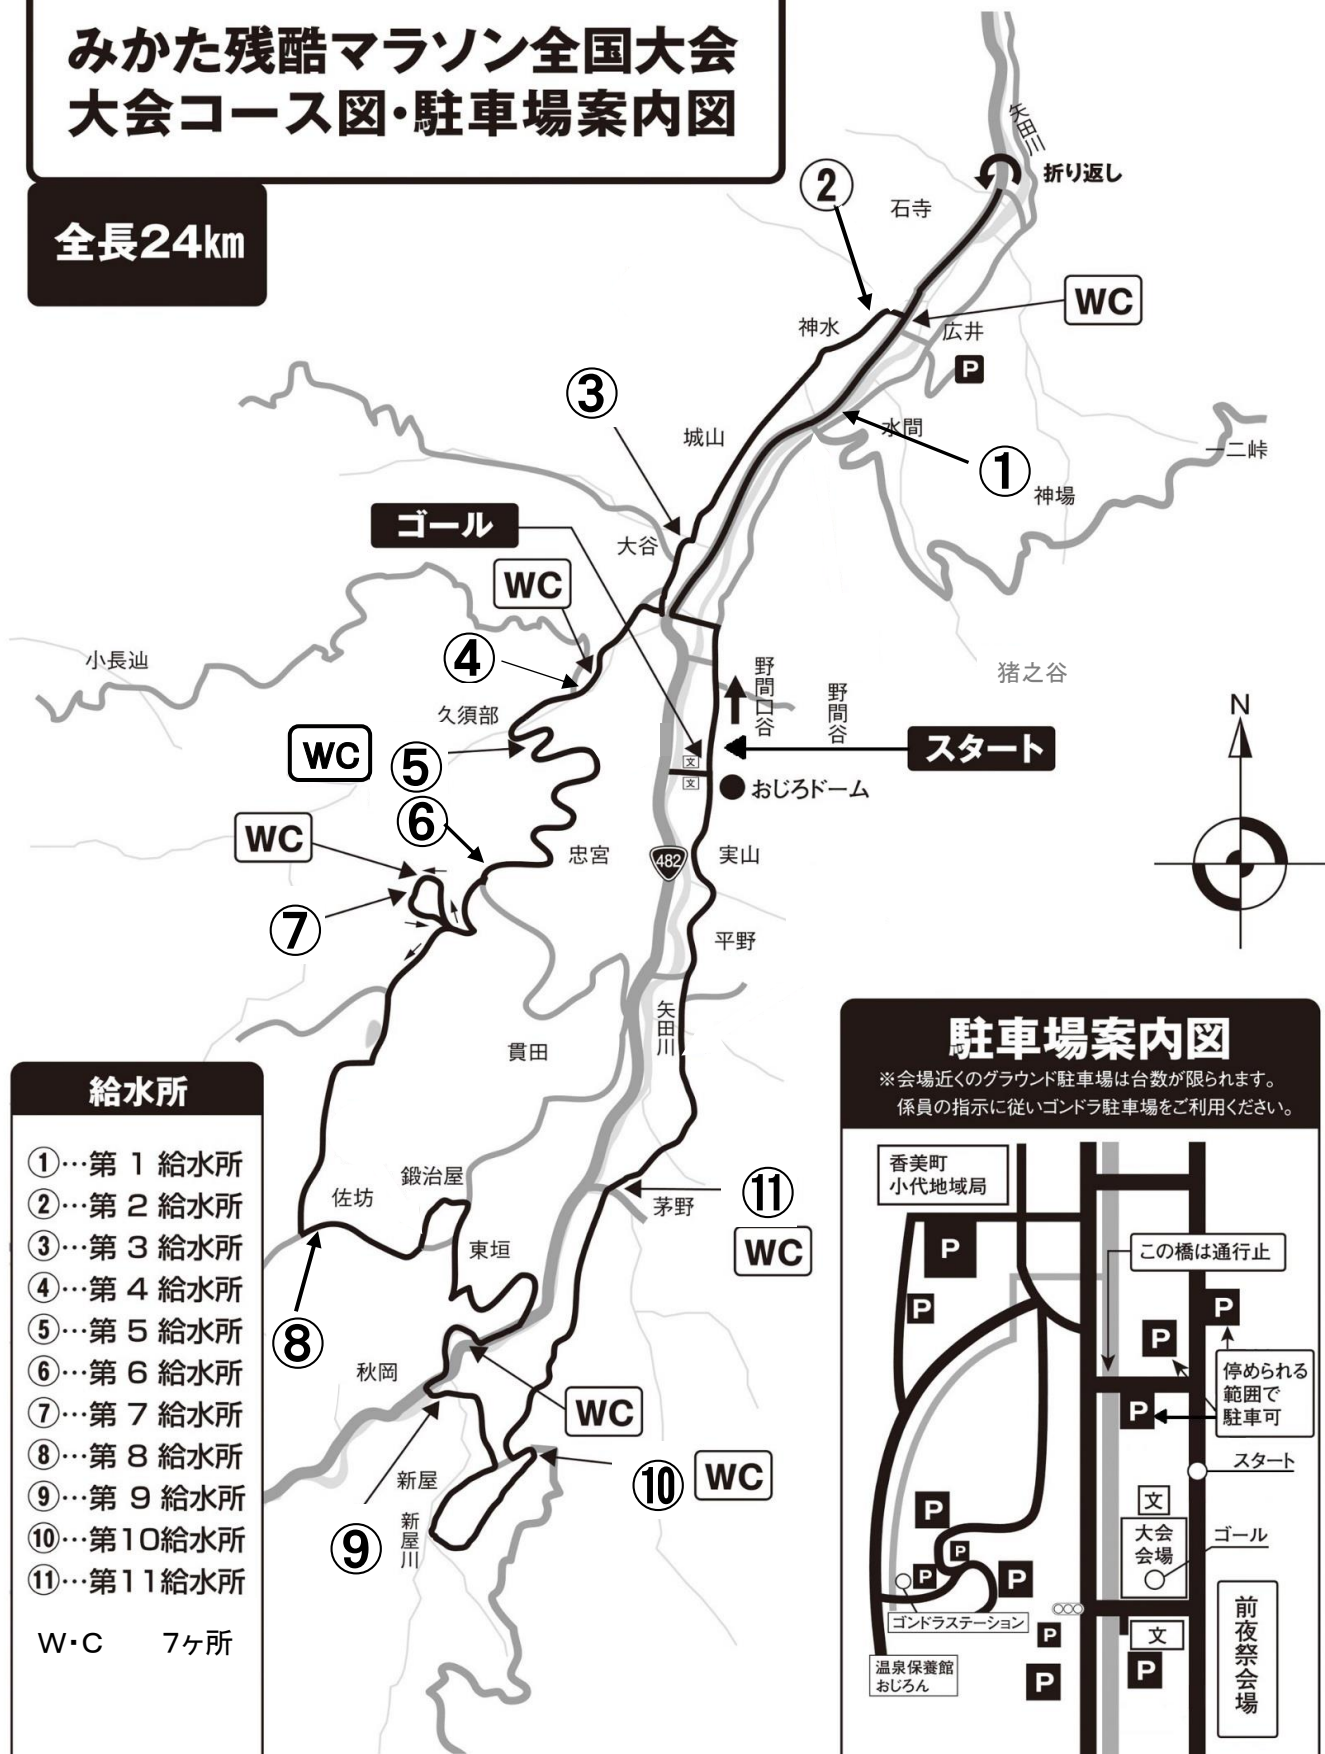 みかた残酷マラソン全国大会
大会コース図・駐車場案内図
全長24km
矢田川
折り返し
②
石寺
WC
神水
広井
P
③
城山
水間
一二峠
①
神場
ゴール
大谷
WC
小長辿
④
猪之谷
野間口谷
野間谷
N
久須部
WC
⑤
スタート
文
文
おじろドーム
⑥
WC
忠宮
482
実山
⑦
平野
矢田川
貫田
給水所
①…第1給水所
②…第2給水所
③…第3給水所
④…第4給水所
⑤…第5給水所
⑥…第6給水所
⑦…第7給水所
⑧…第8給水所
⑨…第9給水所
⑩…第10給水所
⑪…第11給水所
W・C 7ヶ所
佐坊
鍛治屋
茅野
⑪
WC
東垣
⑧
秋岡
WC
新屋
⑩
WC
新屋川
⑨
駐車場案内図
※会場近くのグラウンド駐車場は台数が限られます。
係員の指示に従いゴンドラ駐車場をご利用ください。
香美町
小代地域局
P
この橋は通行止
P
P
P
停められる
範囲で
駐車可
P
スタート
文
P
大会
会場
ゴール
P
P
P
ゴンドラステーション
前夜祭会場
P
文
温泉保養館
おじろん
P
P